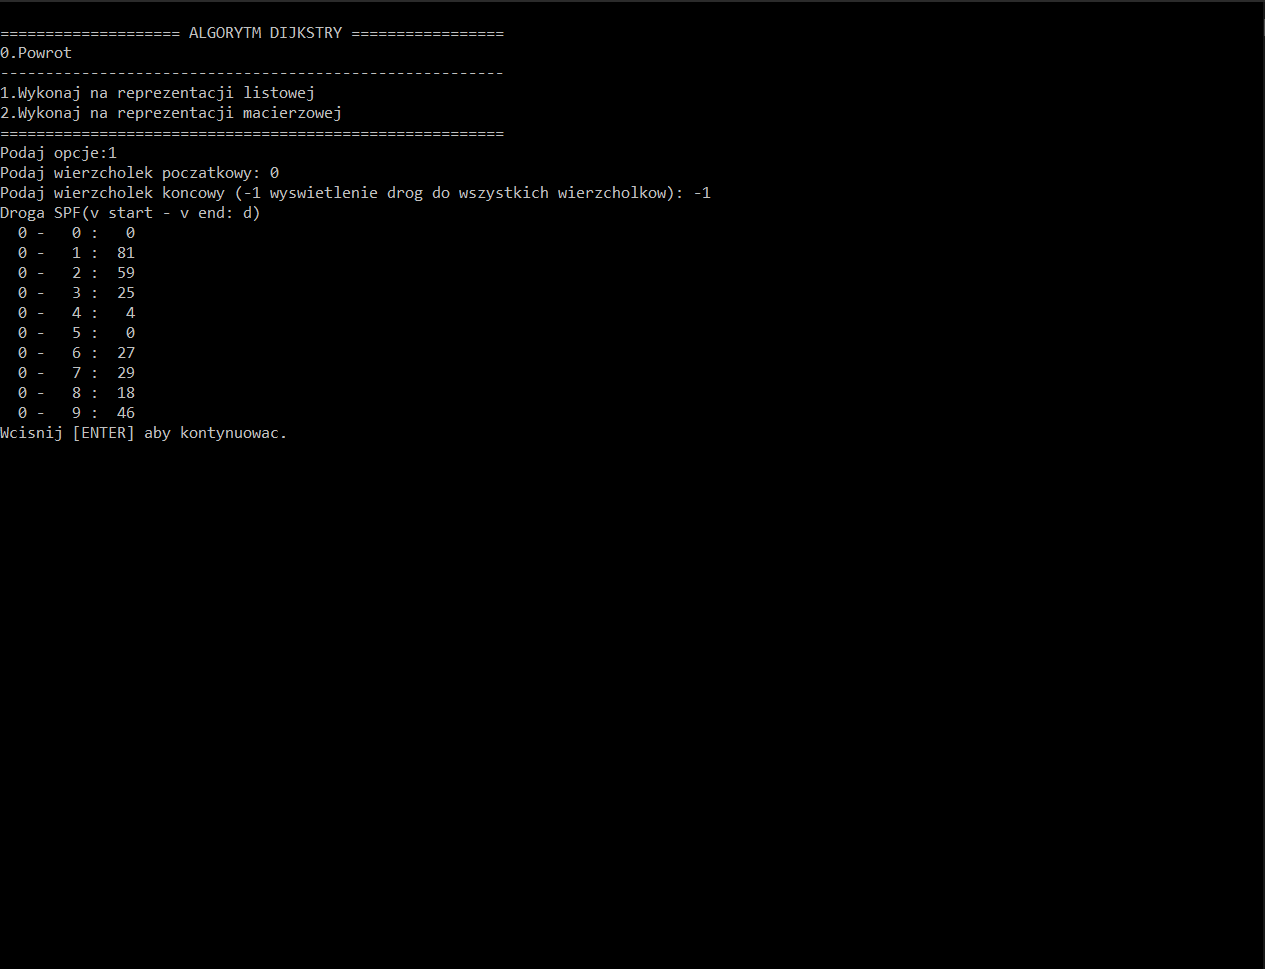 ==================== ALGORYTM DIJKSTRY =================
0.Powrot
--------------------------------------------------------
1.Wykonaj na reprezentacji listowej
2.Wykonaj na reprezentacji macierzowej
========================================================
Podaj opcje:1
Podaj wierzcholek poczatkowy: 0
Podaj wierzcholek koncowy (-1 wyswietlenie drog do wszystkich wierzcholkow): -1
Droga SPF(v start - v end: d)
  0 -   0 :   0
  0 -   1 :  81
  0 -   2 :  59
  0 -   3 :  25
  0 -   4 :   4
  0 -   5 :   0
  0 -   6 :  27
  0 -   7 :  29
  0 -   8 :  18
  0 -   9 :  46
Wcisnij [ENTER] aby kontynuowac.